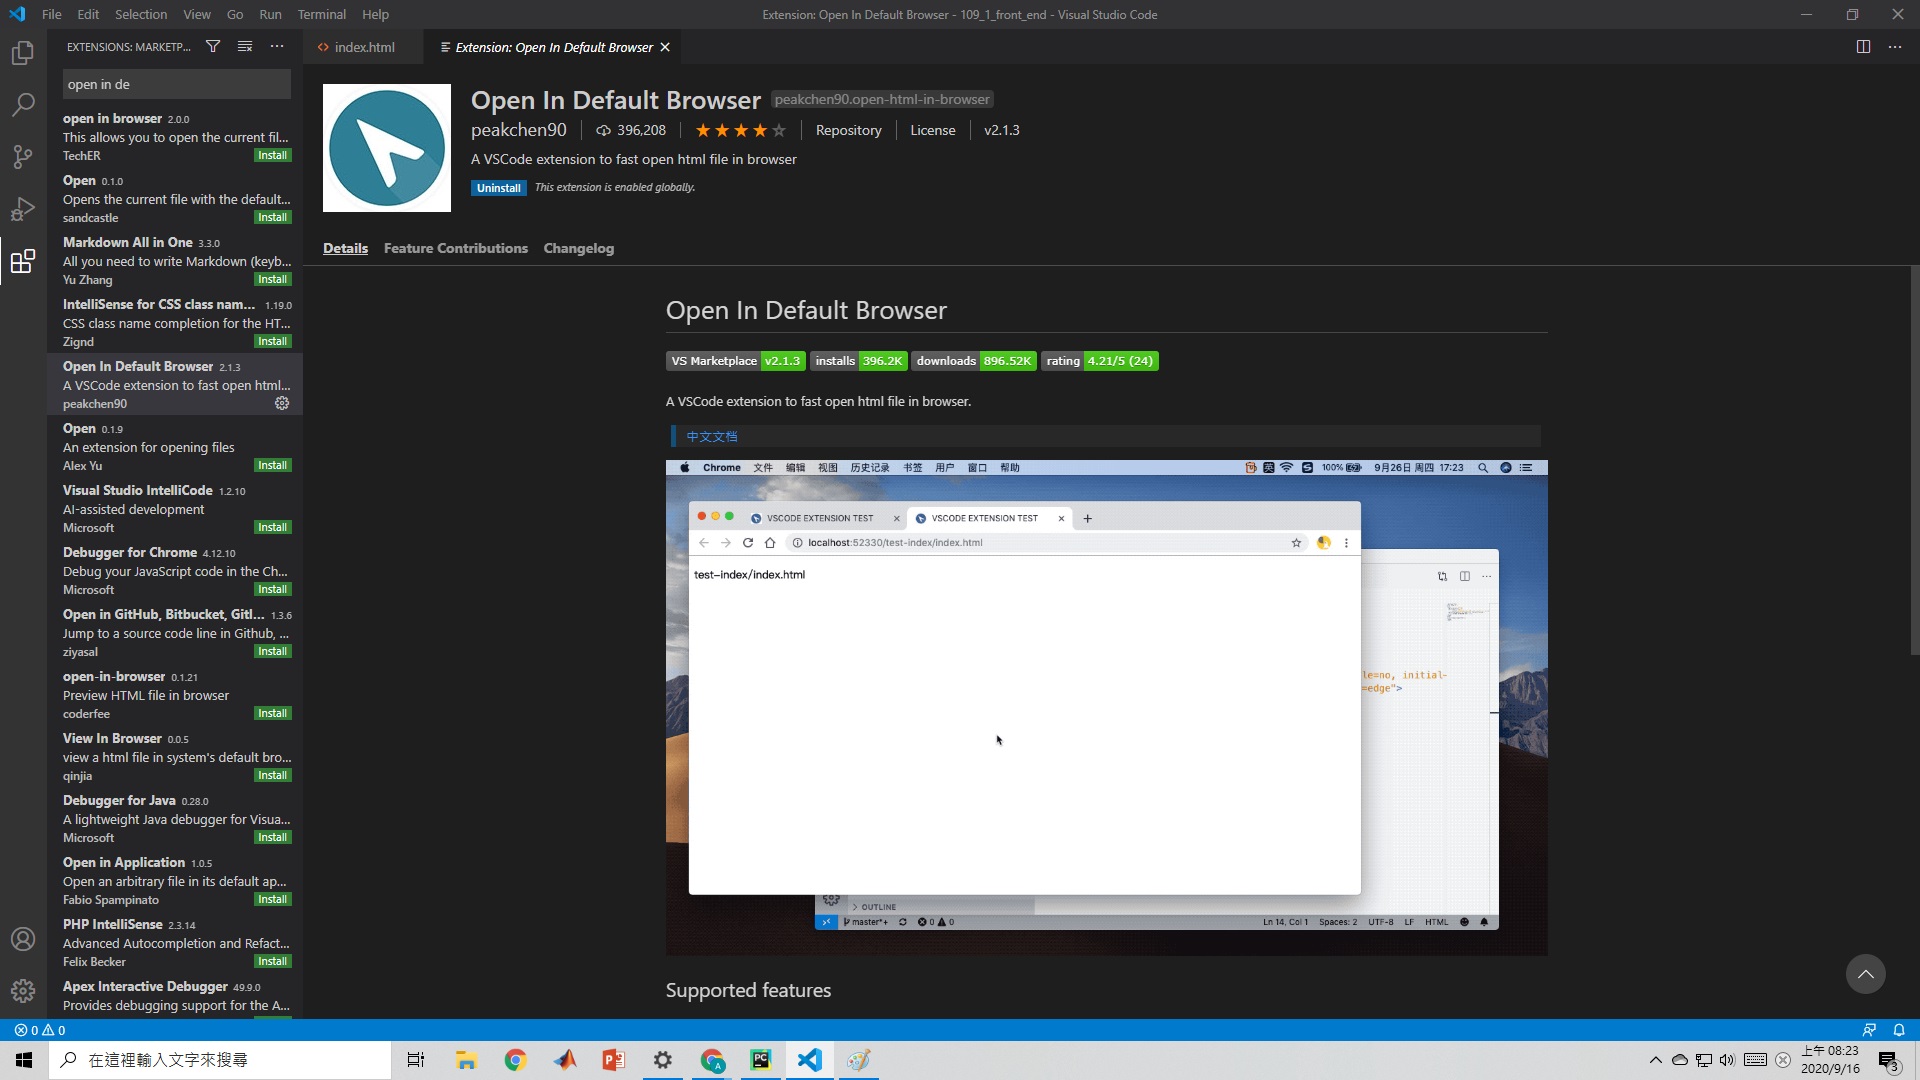 File Edit Selection View Go Run Terminal Help
Extension: Open In Default Browser - 109_1_front_end - Visual Studio Code
EXTENSIONS: MARKETP...
index.html
Extension: Open In Default Browser
open in de
open in browser 2.0.0
This allows you to open the current fil...
TechER Install
Open 0.1.0
Opens the current file with the default...
sandcastle Install
Markdown All in One 3.3.0
All you need to write Markdown (keyb...
Yu Zhang Install
IntelliSense for CSS class nam... 1.19.0
CSS class name completion for the HT...
Zignd Install
Open In Default Browser 2.1.3
A VSCode extension to fast open html...
peakchen90
Open 0.1.9
An extension for opening files
Alex Yu Install
Visual Studio IntelliCode 1.2.10
AI-assisted development
Microsoft Install
Debugger for Chrome 4.12.10
Debug your JavaScript code in the Ch...
Microsoft Install
Open in GitHub, Bitbucket, Gitl... 1.3.6
Jump to a source code line in Github, ...
ziyasal Install
open-in-browser 0.1.21
Preview HTML file in browser
coderfee Install
View In Browser 0.0.5
view a html file in system's default bro...
qinjia Install
Debugger for Java 0.28.0
A lightweight Java debugger for Visua...
Microsoft Install
Open in Application 1.0.5
Open an arbitrary file in its default ap...
Fabio Spampinato Install
PHP IntelliSense 2.3.14
Advanced Autocompletion and Refact...
Felix Becker Install
Apex Interactive Debugger 49.9.0
Provides debugging support for the A...
Open In Default Browser peakchen90.open-html-in-browser
peakchen90 396,208 Repository License v2.1.3
A VSCode extension to fast open html file in browser
Uninstall This extension is enabled globally.
Details Feature Contributions Changelog
Open In Default Browser
VS Marketplace v2.1.3 installs 396.2K downloads 896.52K rating 4.21/5 (24)
A VSCode extension to fast open html file in browser.
中文文档
Chrome 文件 编辑 视图 历史记录 书签 用户 窗口 帮助 英 100% 9月26日 周四 17:23
VSCODE EXTENSION TEST VSCODE EXTENSION TEST
localhost:52330/test-index/index.html
test-index/index.html
le=no, initial-
=edge">
OUTLINE
master*+ 0 0 Ln 14, Col 1 Spaces: 2 UTF-8 LF HTML
Supported features
0 0
在這裡輸入文字來搜尋
上午 08:23
2020/9/16
3